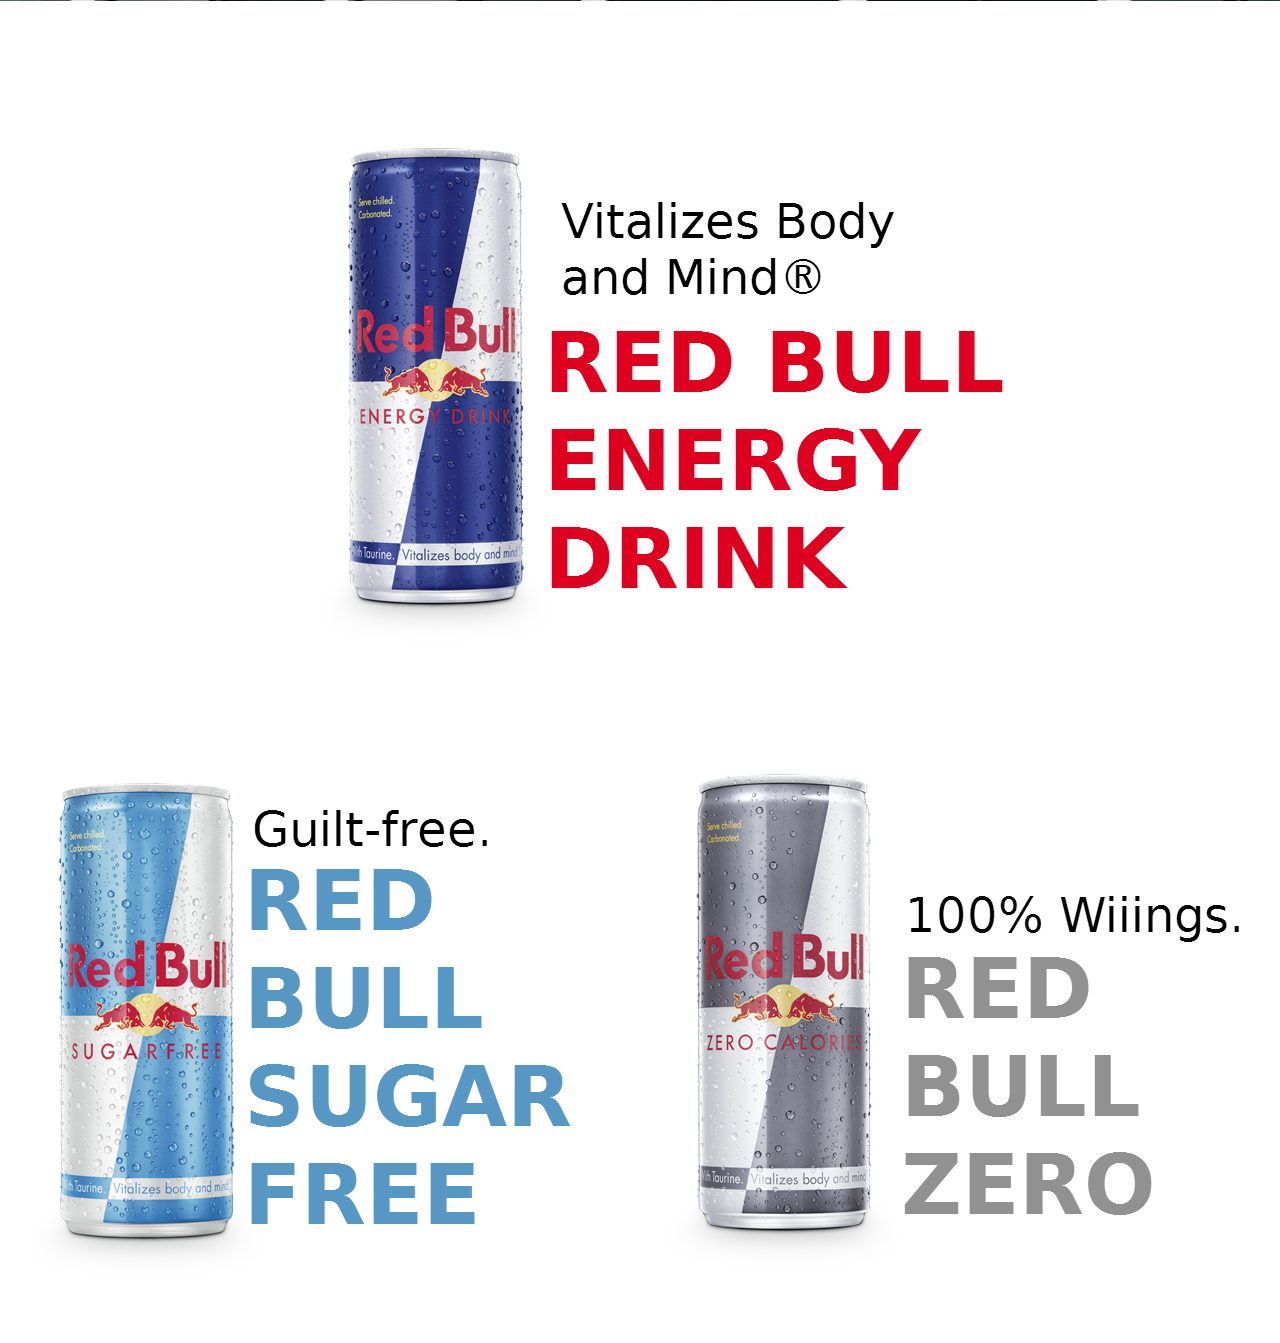 Serve chilled.
Carbonated.
Red Bull
ENERGY DRINK
With Taurine. Vitalizes body and mind
Vitalizes Body
and Mind®
RED BULL
ENERGY
DRINK
Serve chilled.
Carbonated.
Red Bull
SUGARFREE
With Taurine. Vitalizes body and mind
Guilt-free.
RED
BULL
SUGAR
FREE
Serve chilled.
Carbonated.
Red Bull
ZERO CALORIES
With Taurine. Vitalizes body and mind
100% Wiiings.
RED
BULL
ZERO